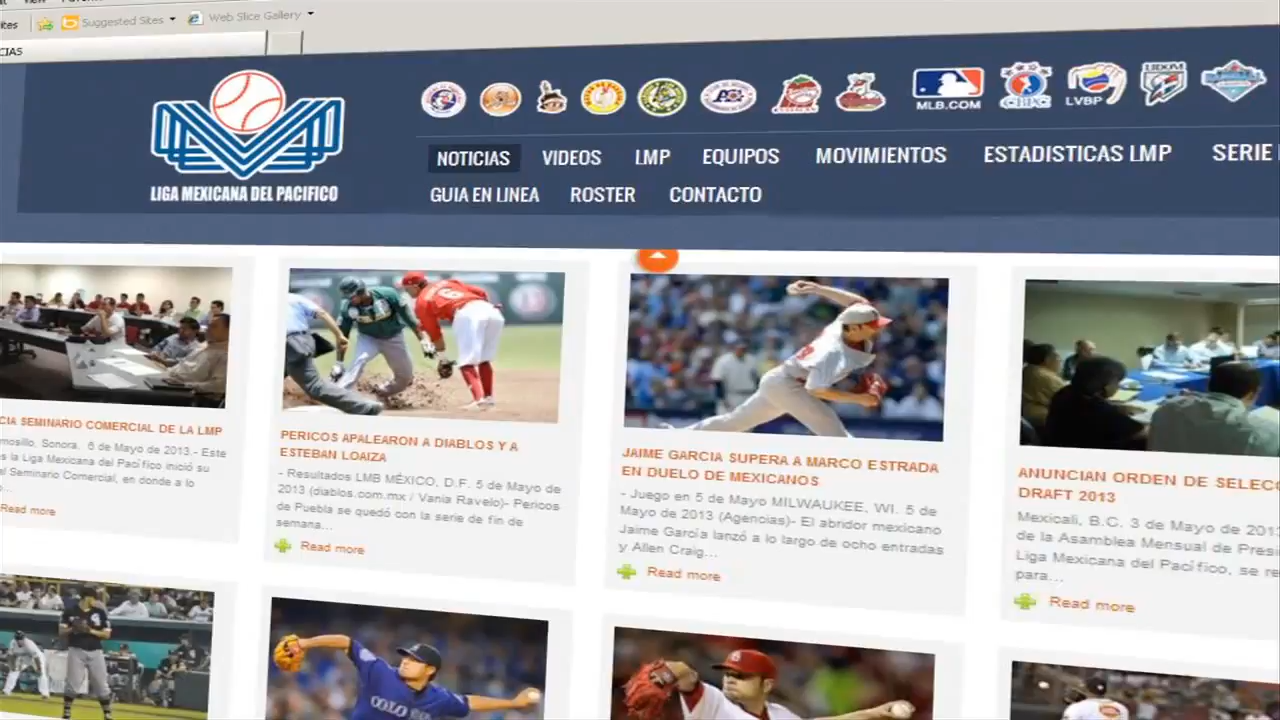 Suggested Sites
Web Slice Gallery
LIGA MEXICANA DEL PACIFICO
MLB.COM
CBPC
LVBP
NOTICIAS
VIDEOS
LMP
EQUIPOS
MOVIMIENTOS
ESTADISTICAS LMP
SERIE
GUIA EN LINEA
ROSTER
CONTACTO
SEMINARIO COMERCIAL DE LA LMP
Sonora, 6 de Mayo de 2013.- Este
la Liga Mexicana del Pacífico inició su
Seminario Comercial, en donde a lo
Read more
PERICOS APALEARON A DIABLOS Y A
ESTEBAN LOAIZA
- Resultados LMB MÉXICO, D.F. 5 de Mayo de
2013 (diablos.com.mx / Vania Ravelo)- Pericos
de Puebla se quedó con la serie de fin de
semana...
Read more
JAIME GARCIA SUPERA A MARCO ESTRADA
EN DUELO DE MEXICANOS
- Juego en 5 de Mayo MILWAUKEE, WI. 5 de
Mayo de 2013 (Agencias)- El abridor mexicano
Jaime García lanzó a lo largo de ocho entradas
y Allen Craig...
Read more
ANUNCIAN ORDEN DE SELECC
DRAFT 2013
Mexicali, B.C. 3 de Mayo de 201
de la Asamblea Mensual de Pres
Liga Mexicana del Pacífico, se re
para...
Read more
COLO